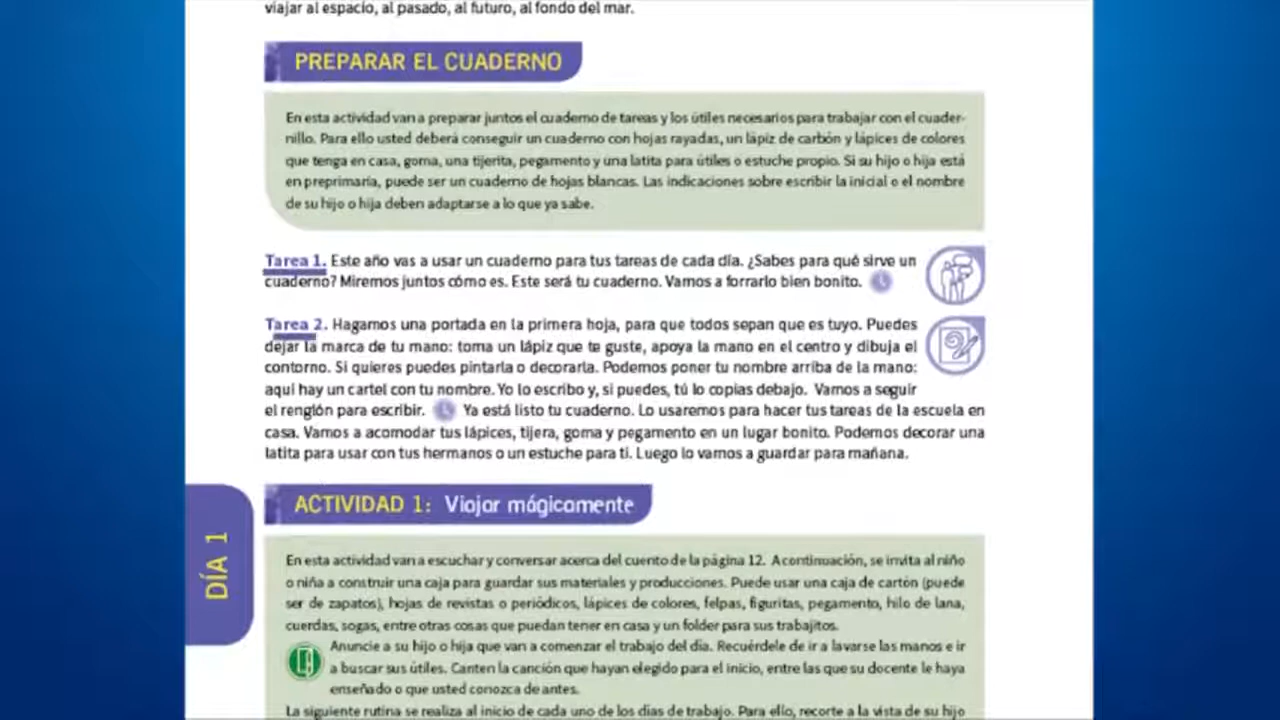 viajar al espacio, al pasado, al futuro, al fondo del mar.
PREPARAR EL CUADERNO
En esta actividad van a preparar juntos el cuaderno de tareas y los útiles necesarios para trabajar con el cuader-
nillo. Para ello usted deberá conseguir un cuaderno con hojas rayadas, un lápiz de carbón y lápices de colores
que tenga en casa, goma, una tijerita, pegamento y una latita para útiles o estuche propio. Si su hijo o hija está
en preprimaria, puede ser un cuaderno de hojas blancas. Las indicaciones sobre escribir la inicial o el nombre
de su hijo o hija deben adaptarse a lo que ya sabe.
Tarea 1. Este año vas a usar un cuaderno para tus tareas de cada día. ¿Sabes para qué sirve un
cuaderno? Miremos juntos cómo es. Este será tu cuaderno. Vamos a forrarlo bien bonito.
Tarea 2. Hagamos una portada en la primera hoja, para que todos sepan que es tuyo. Puedes
dejar la marca de tu mano: toma un lápiz que te guste, apoya la mano en el centro y dibuja el
contorno. Si quieres puedes pintarla o decorarla. Podemos poner tu nombre arriba de la mano:
aquí hay un cartel con tu nombre. Yo lo escribo y, si puedes, tú lo copias debajo. Vamos a seguir
el renglón para escribir. Ya está listo tu cuaderno. Lo usaremos para hacer tus tareas de la escuela en
casa. Vamos a acomodar tus lápices, tijera, goma y pegamento en un lugar bonito. Podemos decorar una
latita para usar con tus hermanos o un estuche para ti. Luego lo vamos a guardar para mañana.
DÍA 1
ACTIVIDAD 1: Viajar mágicamente
En esta actividad van a escuchar y conversar acerca del cuento de la página 12. A continuación, se invita al niño
o niña a construir una caja para guardar sus materiales y producciones. Puede usar una caja de cartón (puede
ser de zapatos), hojas de revistas o periódicos, lápices de colores, felpas, figuritas, pegamento, hilo de lana,
cuerdas, sogas, entre otras cosas que puedan tener en casa y un folder para sus trabajitos.
Anuncie a su hijo o hija que van a comenzar el trabajo del día. Recuérdele de ir a lavarse las manos e ir
a buscar sus útiles. Canten la canción que hayan elegido para el inicio, entre las que su docente le haya
enseñado o que usted conozca de antes.
La siguiente rutina se realiza al inicio de cada uno de los días de trabajo. Para ello, recorte a la vista de su hijo